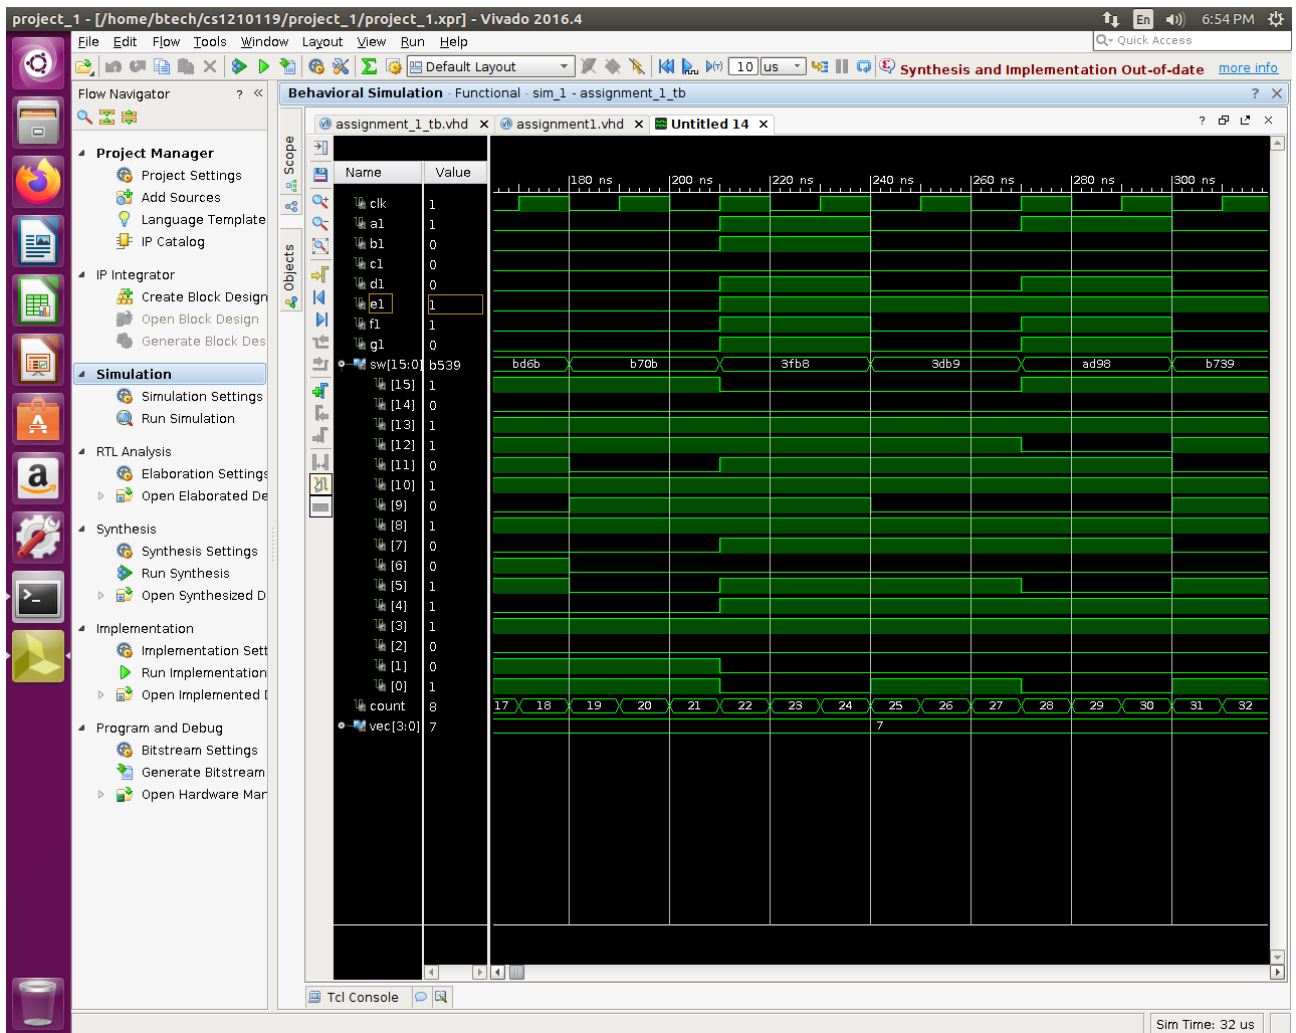 project_1 - [/home/btech/cs1210119/project_1/project_1.xpr] - Vivado 2016.4 En 6:54 PM
File Edit Flow Tools Window Layout View Run Help Quick Access
Default Layout 10 us Synthesis and Implementation Out-of-date more info
Flow Navigator ? «
Behavioral Simulation - Functional - sim_1 - assignment_1_tb ? ×
assignment_1_tb.vhd × assignment1.vhd × Untitled 14 ×
Project Manager
Project Settings
Add Sources
Language Template
IP Catalog
IP Integrator
Create Block Design
Open Block Design
Generate Block Des
Simulation
Simulation Settings
Run Simulation
RTL Analysis
Elaboration Settings
Open Elaborated De
Synthesis
Synthesis Settings
Run Synthesis
Open Synthesized D
Implementation
Implementation Sett
Run Implementation
Open Implemented D
Program and Debug
Bitstream Settings
Generate Bitstream
Open Hardware Man
Scope
Objects
Name Value
180 ns 200 ns 220 ns 240 ns 260 ns 280 ns 300 ns
clk 1
a1 1
b1 0
c1 0
d1 0
e1 1
f1 1
g1 0
sw[15:0] b539 bd6b b70b 3fb8 3db9 ad98 b739
[15] 1
[14] 0
[13] 1
[12] 1
[11] 0
[10] 1
[9] 0
[8] 1
[7] 0
[6] 0
[5] 1
[4] 1
[3] 1
[2] 0
[1] 0
[0] 1
count 8 17 18 19 20 21 22 23 24 25 26 27 28 29 30 31 32
vec[3:0] 7 7
Tcl Console
Sim Time: 32 us